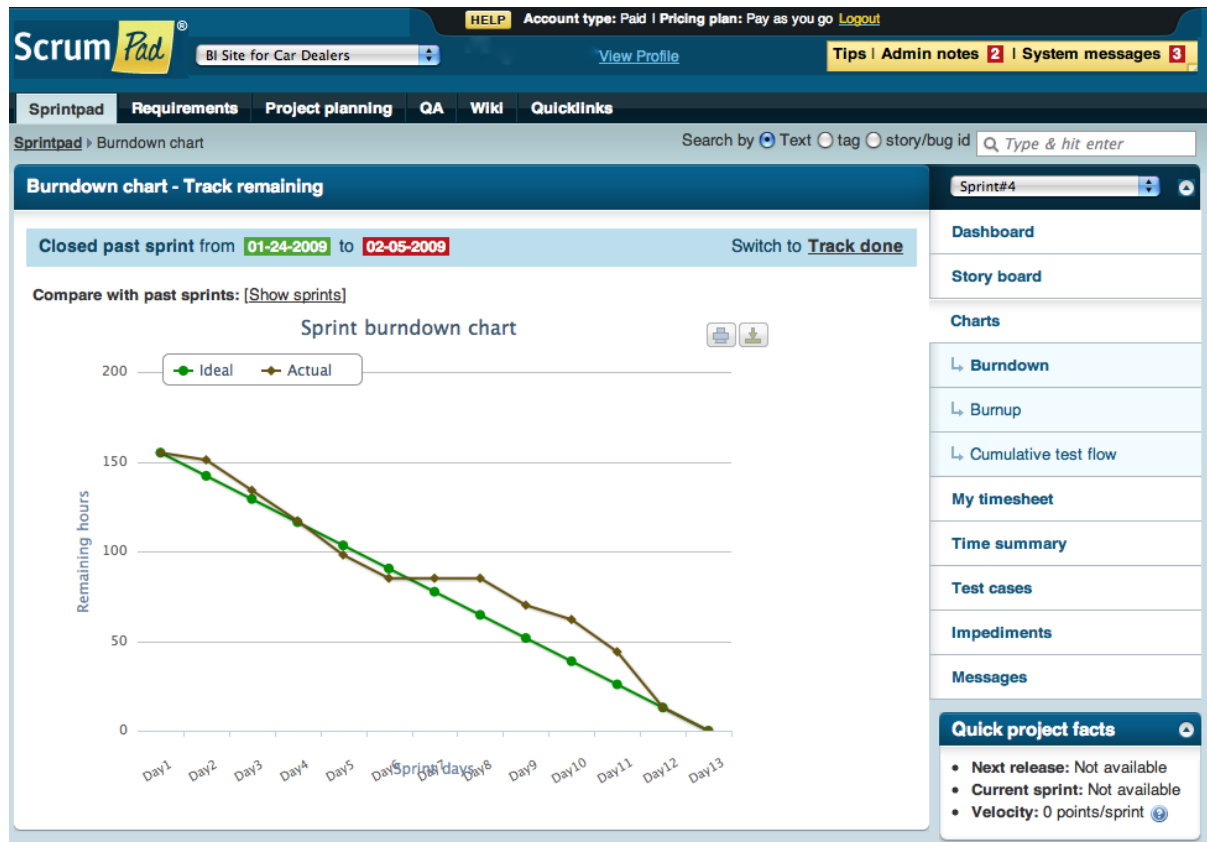 HELP Account type: Paid | Pricing plan: Pay as you go Logout
Scrum Pad ®
BI Site for Car Dealers
View Profile
Tips | Admin notes 2 | System messages 3
Sprintpad Requirements Project planning QA Wiki Quicklinks
Sprintpad Burndown chart
Search by Text tag story/bug id Type & hit enter
Burndown chart - Track remaining
Closed past sprint from 01-24-2009 to 02-05-2009 Switch to Track done
Compare with past sprints: [Show sprints]
Sprint burndown chart
Ideal Actual
200
150
100
50
0
Remaining hours
Day1 Day2 Day3 Day4 Day5 Day6 Day7 Day8 Day9 Day10 Day11 Day12 Day13
Sprint days
Sprint#4
Dashboard
Story board
Charts
Burndown
Burnup
Cumulative test flow
My timesheet
Time summary
Test cases
Impediments
Messages
Quick project facts
Next release: Not available
Current sprint: Not available
Velocity: 0 points/sprint ?